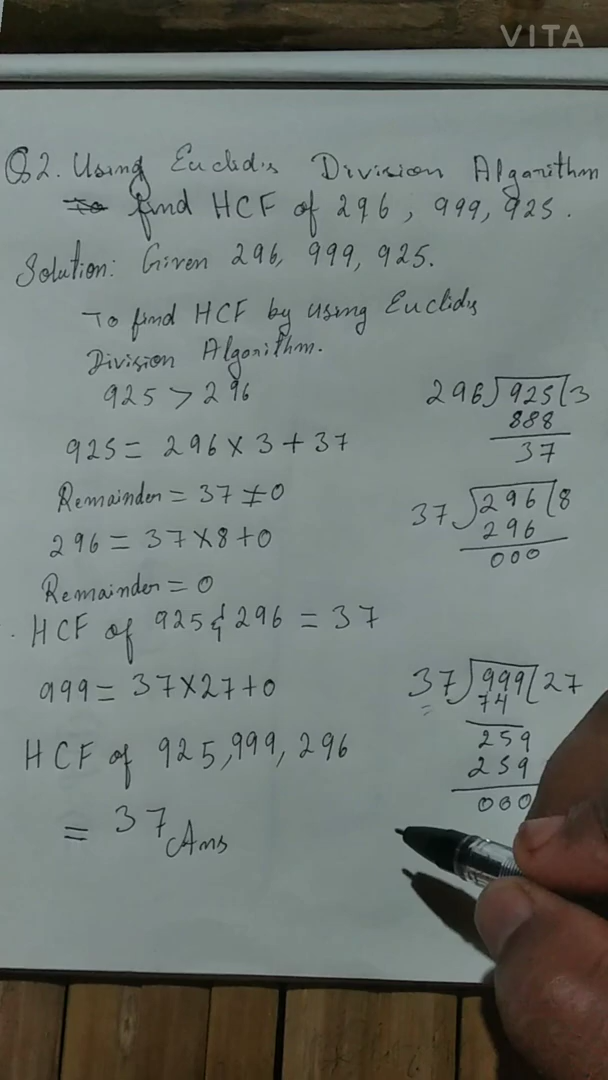 VITA
Q2. Using Euclid's Division Algorithm
find HCF of 296, 999, 925.
Solution: Given 296, 999, 925.
To find HCF by using Euclid's
Division Algorithm.
925 > 296
296)925(3
888
37
925 = 296 × 3 + 37
Remainder = 37 ≠ 0
37)296(8
296
000
296 = 37 × 8 + 0
Remainder = 0
HCF of 925 & 296 = 37
999 = 37 × 27 + 0
37)999(27
74
259
259
000
HCF of 925, 999, 296
= 37 Ans